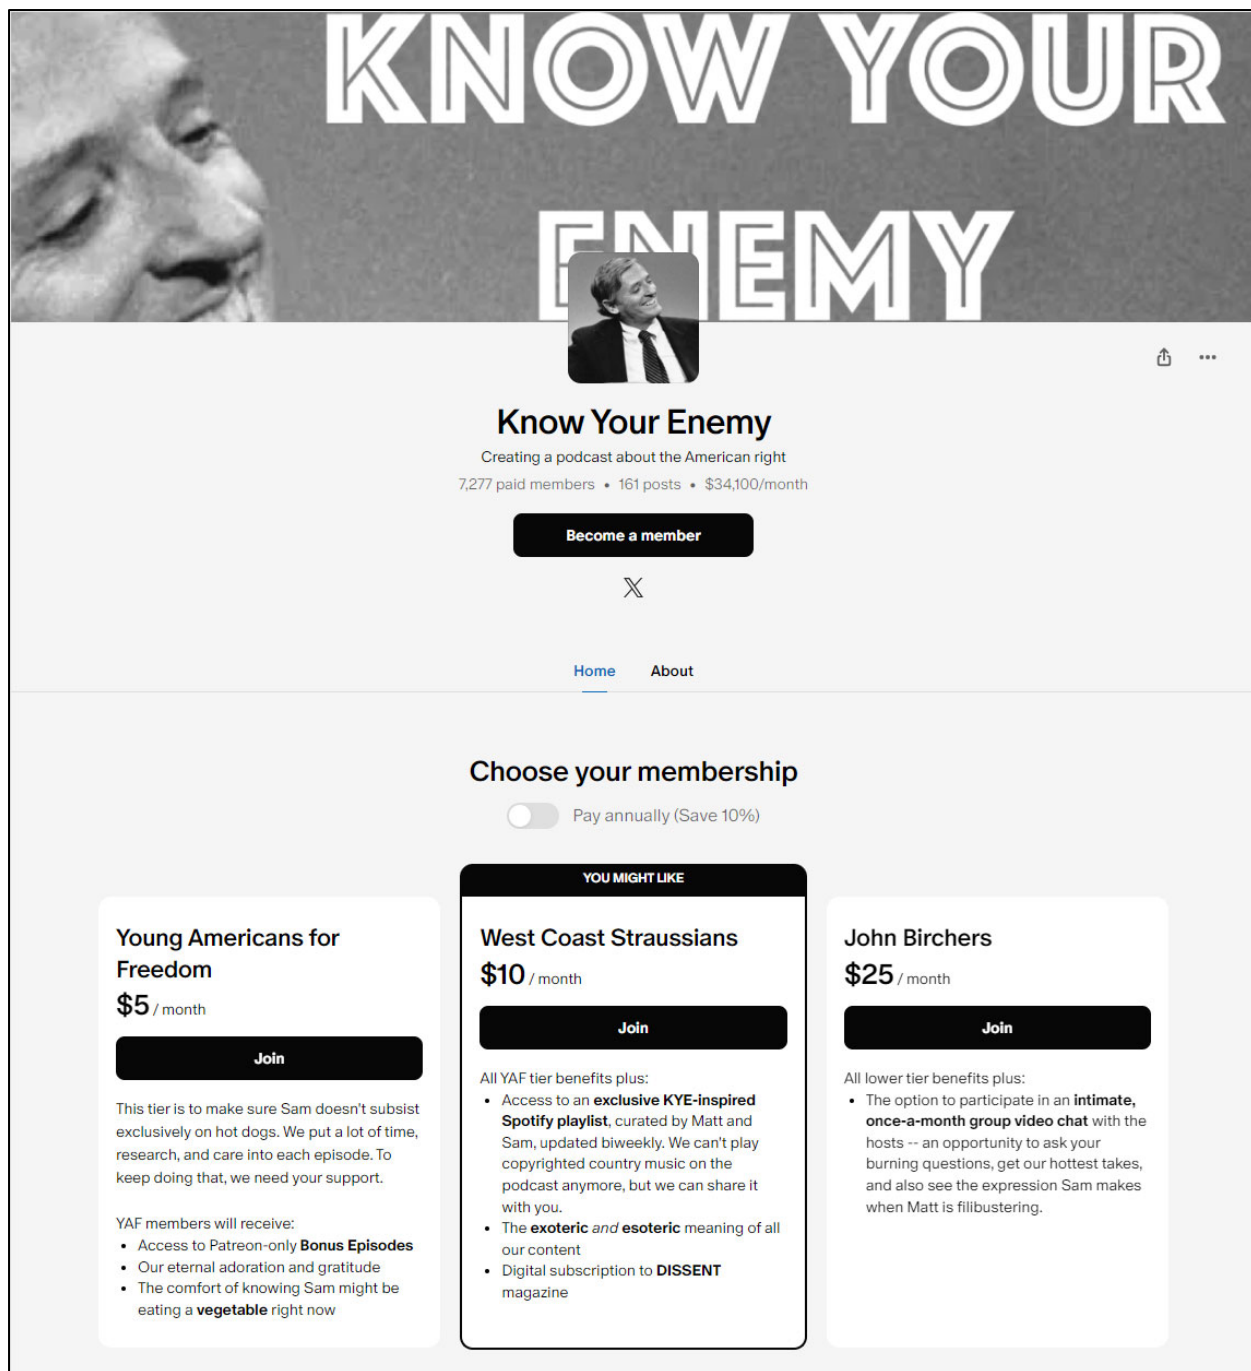 KNOW YOUR
ENEMY
Know Your Enemy
Creating a podcast about the American right
7,277 paid members • 161 posts • $34,100/month
Become a member
Home About
Choose your membership
Pay annually (Save 10%)
Young Americans for
Freedom
$5 / month
Join
This tier is to make sure Sam doesn't subsist
exclusively on hot dogs. We put a lot of time,
research, and care into each episode. To
keep doing that, we need your support.
YAF members will receive:
• Access to Patreon-only Bonus Episodes
• Our eternal adoration and gratitude
• The comfort of knowing Sam might be
eating a vegetable right now
YOU MIGHT LIKE
West Coast Straussians
$10 / month
Join
All YAF tier benefits plus:
• Access to an exclusive KYE-inspired
Spotify playlist, curated by Matt and
Sam, updated biweekly. We can't play
copyrighted country music on the
podcast anymore, but we can share it
with you.
• The exoteric and esoteric meaning of all
our content
• Digital subscription to DISSENT
magazine
John Birchers
$25 / month
Join
All lower tier benefits plus:
• The option to participate in an intimate,
once-a-month group video chat with the
hosts -- an opportunity to ask your
burning questions, get our hottest takes,
and also see the expression Sam makes
when Matt is filibustering.